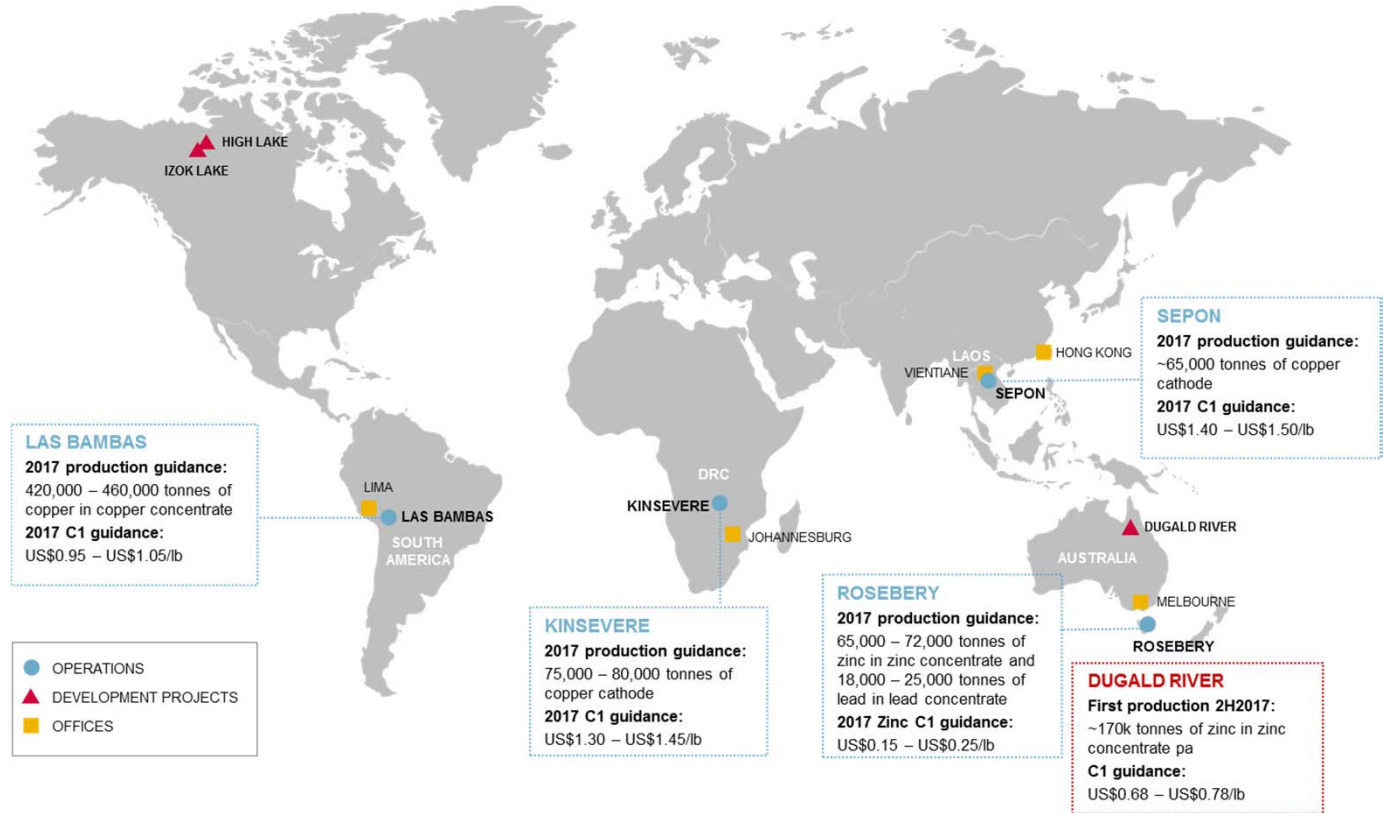 HIGH LAKE
IZOK LAKE
SEPON
2017 production guidance:
~65,000 tonnes of copper
cathode
2017 C1 guidance:
US$1.40 – US$1.50/lb
HONG KONG
LAOS
VIENTIANE
SEPON
LAS BAMBAS
2017 production guidance:
420,000 – 460,000 tonnes of
copper in copper concentrate
2017 C1 guidance:
US$0.95 – US$1.05/lb
LIMA
LAS BAMBAS
SOUTH
AMERICA
DRC
KINSEVERE
JOHANNESBURG
DUGALD RIVER
AUSTRALIA
MELBOURNE
ROSEBERY
KINSEVERE
2017 production guidance:
75,000 – 80,000 tonnes of
copper cathode
2017 C1 guidance:
US$1.30 – US$1.45/lb
ROSEBERY
2017 production guidance:
65,000 – 72,000 tonnes of
zinc in zinc concentrate and
18,000 – 25,000 tonnes of
lead in lead concentrate
2017 Zinc C1 guidance:
US$0.15 – US$0.25/lb
DUGALD RIVER
First production 2H2017:
~170k tonnes of zinc in zinc
concentrate pa
C1 guidance:
US$0.68 – US$0.78/lb
OPERATIONS
DEVELOPMENT PROJECTS
OFFICES